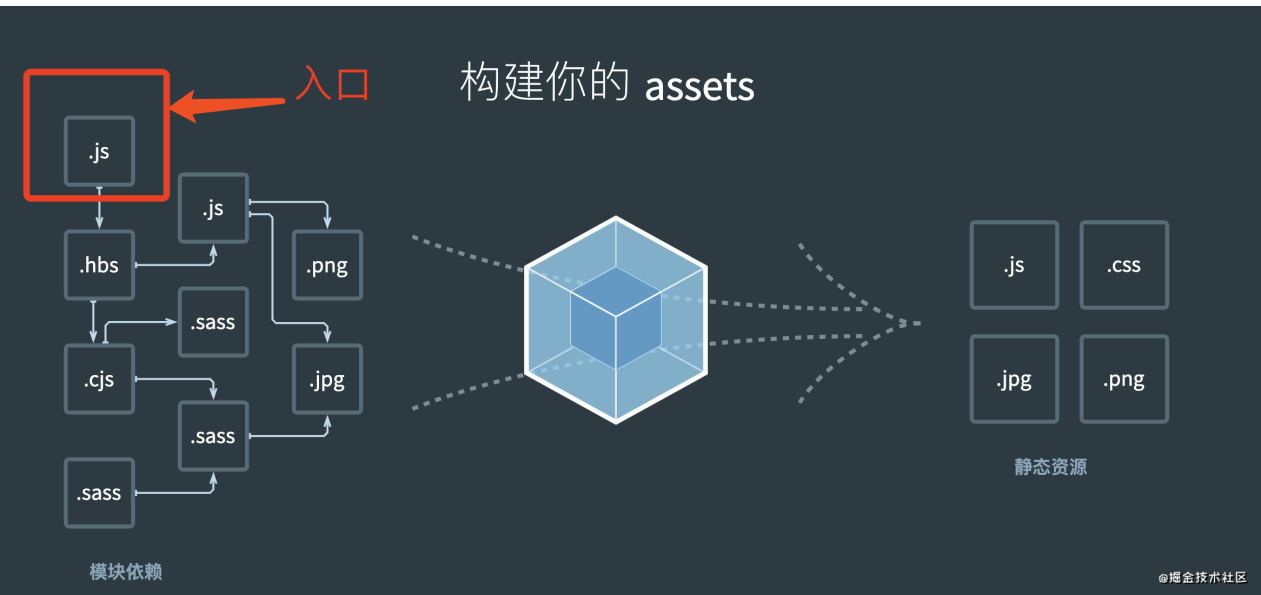 入口
构建你的 assets
.js
.js
.hbs
.png
.sass
.cjs
.jpg
.sass
.sass
模块依赖
.js
.css
.jpg
.png
静态资源
@掘金技术社区